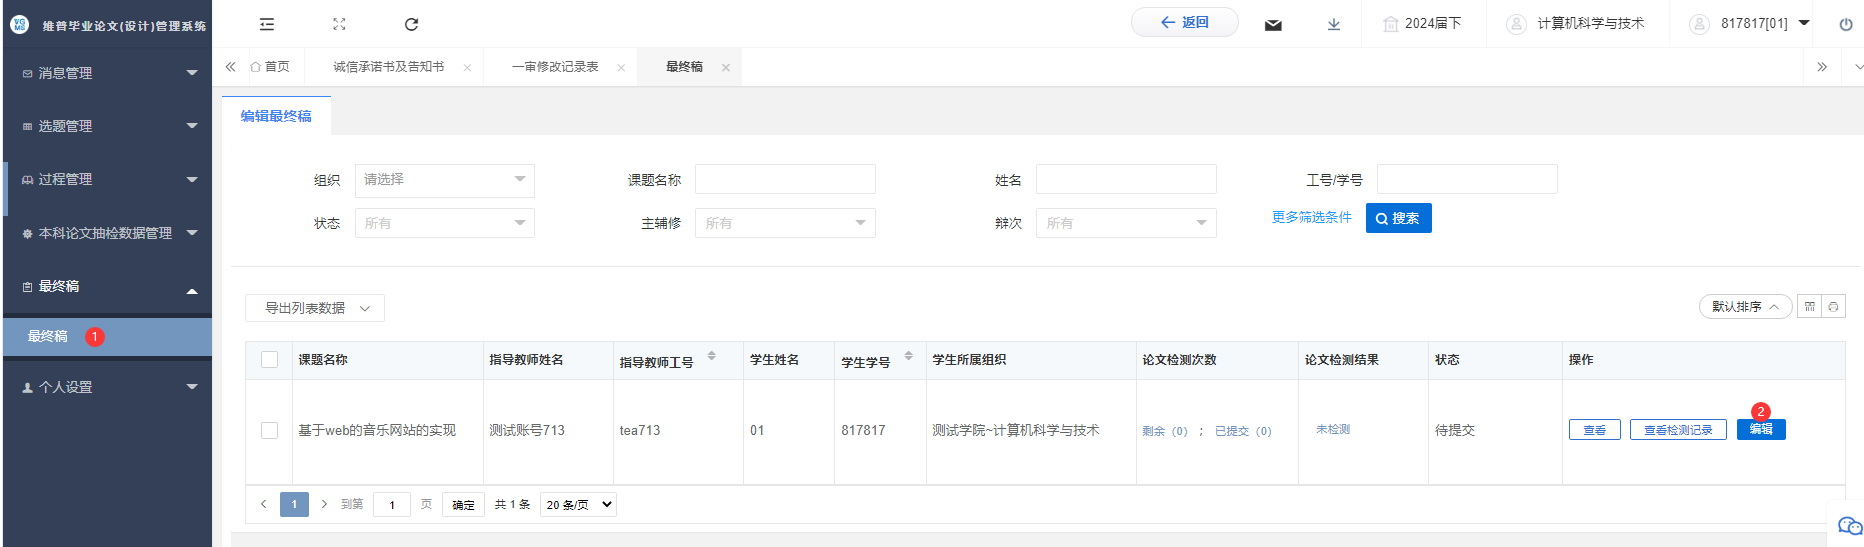 VG MS 维普毕业论文(设计)管理系统
返回
2024届下
计算机科学与技术
817817[01]
首页
诚信承诺书及告知书
一审修改记录表
最终稿
消息管理
选题管理
过程管理
本科论文抽检数据管理
最终稿
最终稿 1
个人设置
编辑最终稿
组织 请选择 课题名称 姓名 工号/学号
状态 所有 主辅修 所有 辩次 所有 更多筛选条件 搜索
导出列表数据 默认排序
课题名称 指导教师姓名 指导教师工号 学生姓名 学生学号 学生所属组织 论文检测次数 论文检测结果 状态 操作
2
基于web的音乐网站的实现 测试账号713 tea713 01 817817 测试学院~计算机科学与技术 剩余（0）； 已提交（0） 未检测 待提交 查看 查看检测记录 编辑
1 到第 1 页 确定 共 1 条 20 条/页